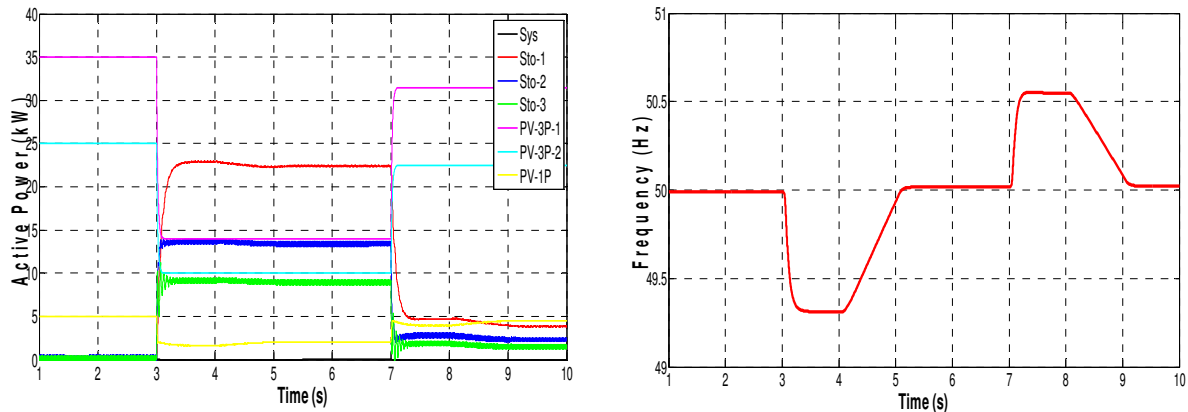 40
35
30
25
20
15
10
5
0
Active Power (kW)
1 2 3 4 5 6 7 8 9 10
Time (s)
Sys
Sto-1
Sto-2
Sto-3
PV-3P-1
PV-3P-2
PV-1P
51
50.5
50
49.5
49
Frequency (Hz)
1 2 3 4 5 6 7 8 9 10
Time (s)